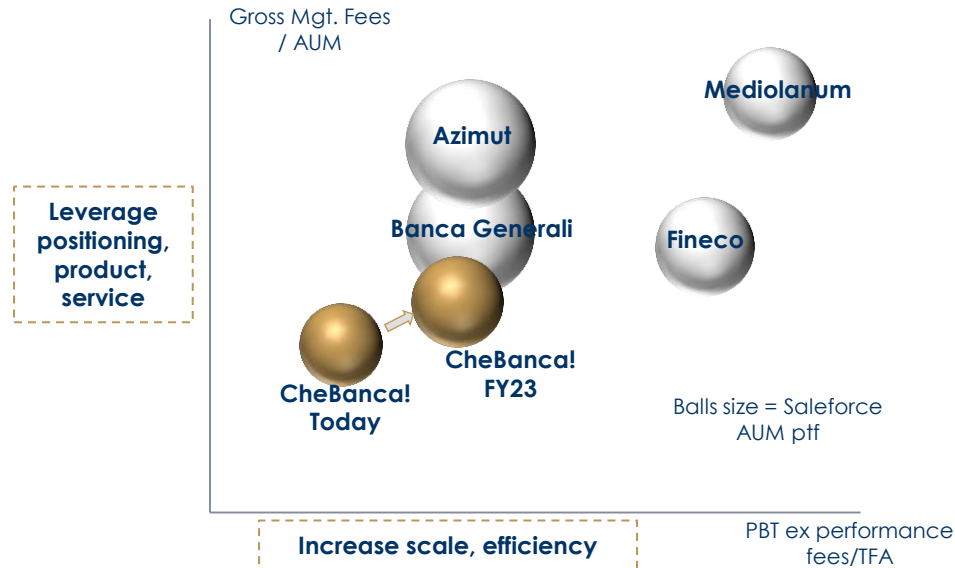 Gross Mgt. Fees
/ AUM
Mediolanum
Azimut
Leverage
positioning,
product,
service
Banca Generali
Fineco
CheBanca!
FY23
CheBanca!
Today
Balls size = Saleforce
AUM ptf
Increase scale, efficiency
PBT ex performance
fees/TFA